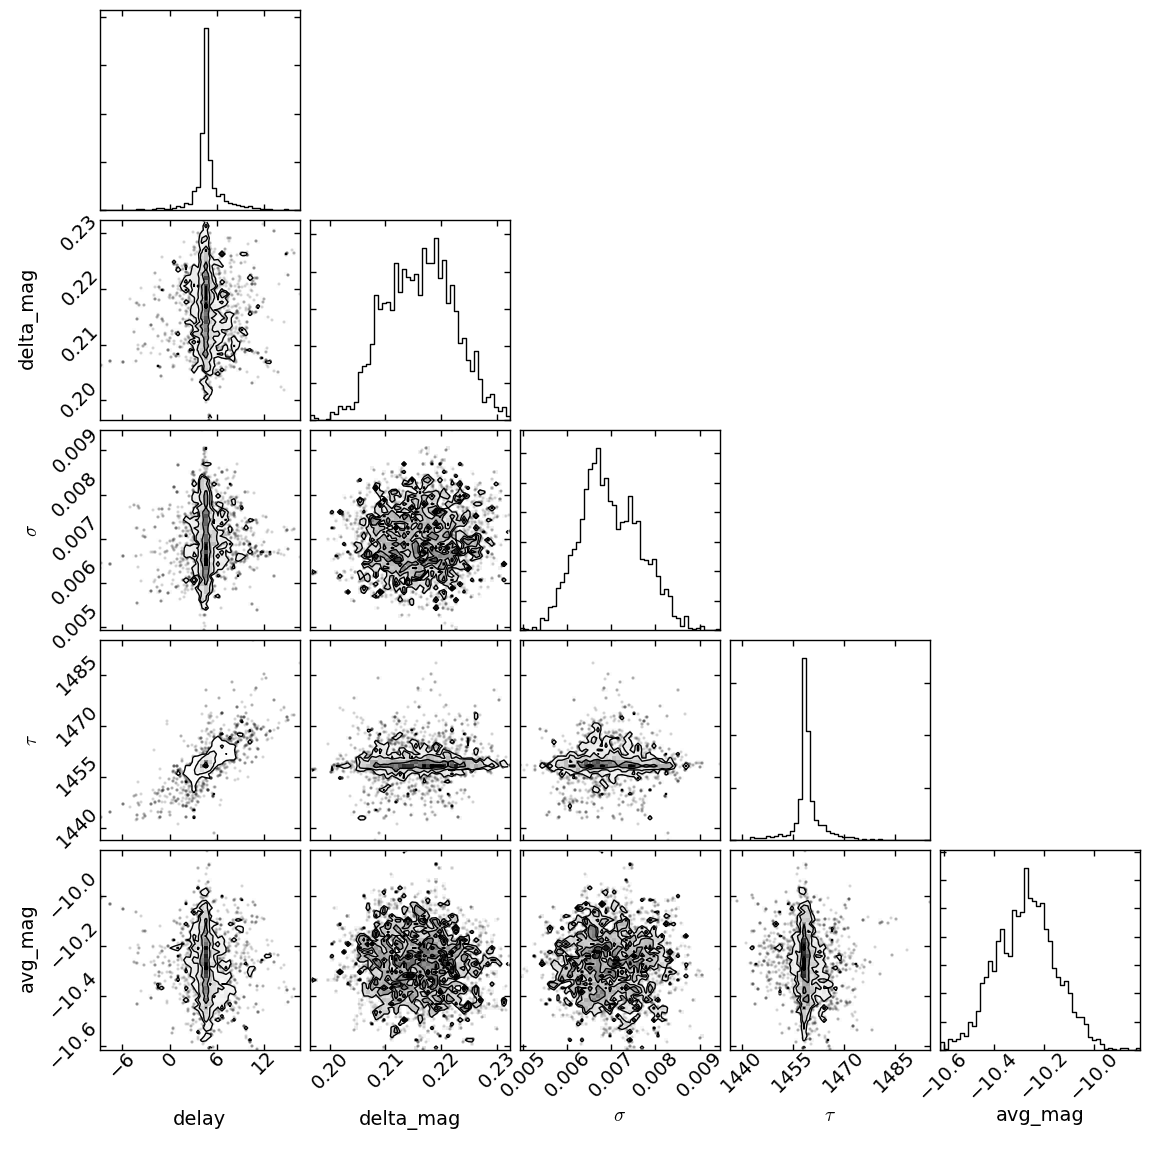 0.23
0.22
0.21
0.20
delta_mag
0.009
0.008
0.007
0.006
0.005
σ
1485
1470
1455
1440
τ
−10.0
−10.2
−10.4
−10.6
avg_mag
−6 0 6 12
0.20 0.21 0.22 0.23
0.005 0.006 0.007 0.008 0.009
1440 1455 1470 1485
−10.6 −10.4 −10.2 −10.0
delay delta_mag σ τ avg_mag